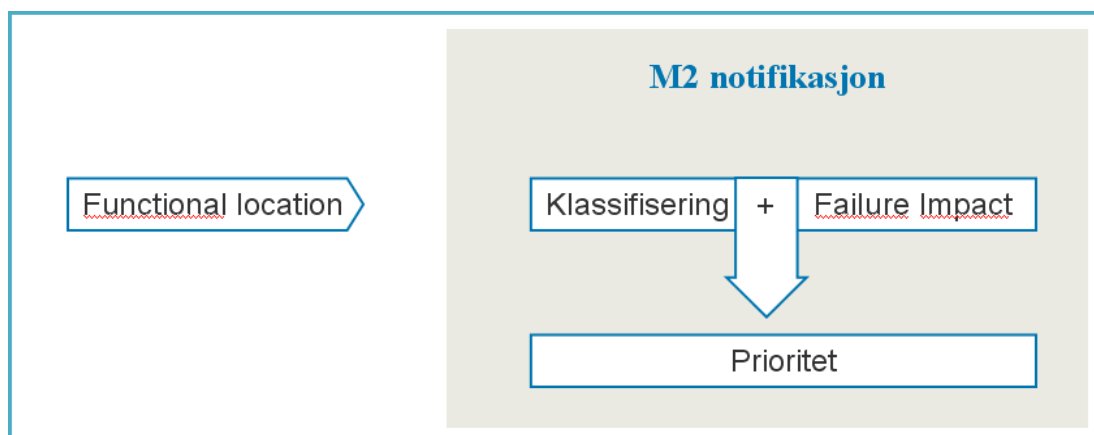 M2 notifikasjon
Functional location
Klassifisering + Failure Impact
Prioritet